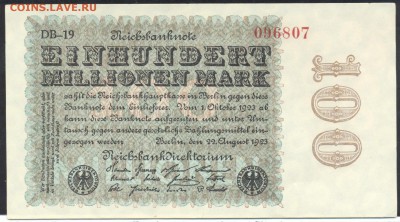 coins.ЛАВЕ.RU
DB-19 Reichsbanknote 096807
EINHUNDERT
MILLIONEN MARK
zahlt die Reichsbankhauptkasse in Berlin gegen diese
Banknote dem Einlieferer. Vom 1. Oktober 1923 ab
kann diese Banknote aufgerufen und unter Um-
tausch gegen andere gesetzliche Zahlungsmittel ein-
gezogen werden Berlin, den 22. August 1923
Reichsbankdirektorium
100